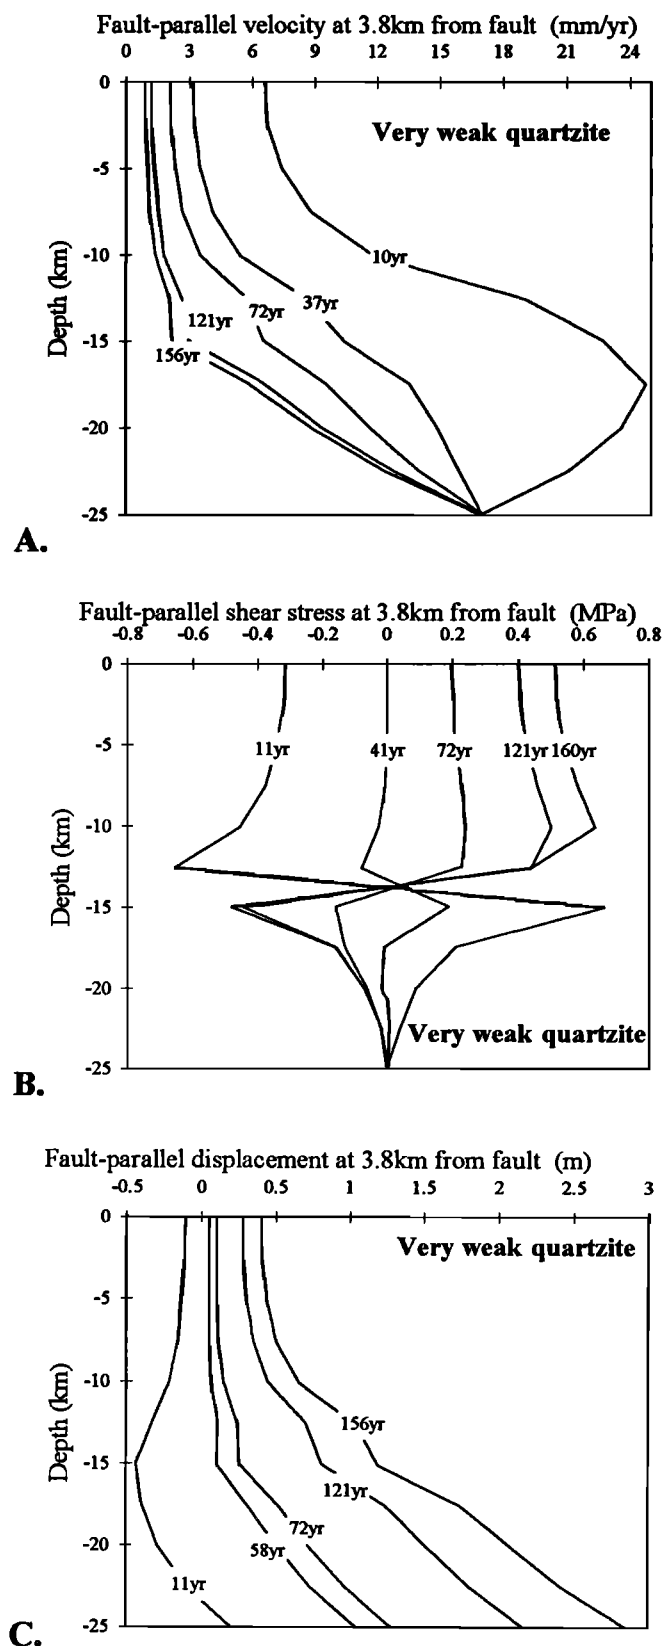 Fault-parallel velocity at 3.8km from fault (mm/yr)
0 3 6 9 12 15 18 21 24
0
Very weak quartzite
-5
-10
10yr
37yr
72yr
121yr
-15
156yr
-20
-25
Depth (km)
A.
Fault-parallel shear stress at 3.8km from fault (MPa)
-0.8 -0.6 -0.4 -0.2 0 0.2 0.4 0.6 0.8
0
-5
11yr 41yr 72yr 121yr 160yr
-10
-15
-20
Very weak quartzite
-25
Depth (km)
B.
Fault-parallel displacement at 3.8km from fault (m)
-0.5 0 0.5 1 1.5 2 2.5 3
0
Very weak quartzite
-5
-10
156yr
-15
121yr
72yr
-20
58yr
11yr
-25
Depth (km)
C.